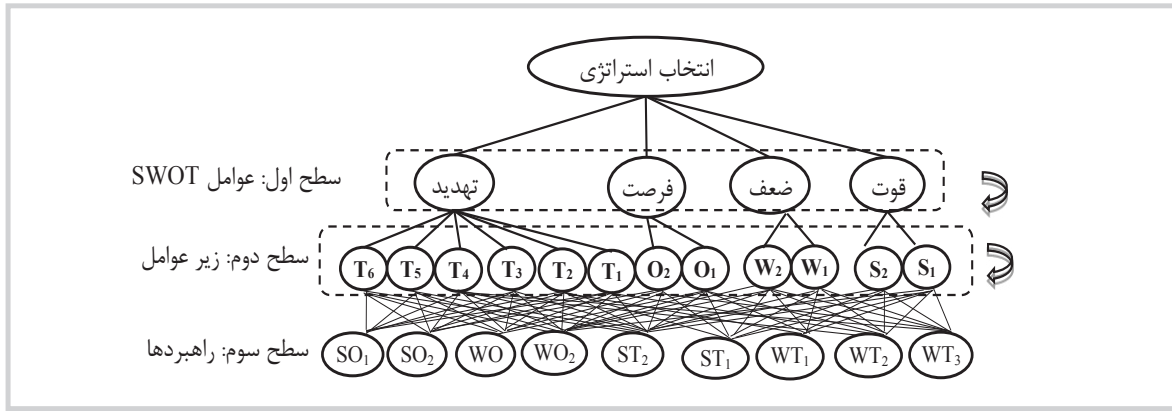 انتخاب استراتژی
سطح اول: عوامل SWOT
قوت ضعف فرصت تهدید
سطح دوم: زیر عوامل
S₁ S₂ W₁ W₂ O₁ O₂ T₁ T₂ T₃ T₄ T₅ T₆
سطح سوم: راهبردها
SO₁ SO₂ WO WO₂ ST₂ ST₁ WT₁ WT₂ WT₃